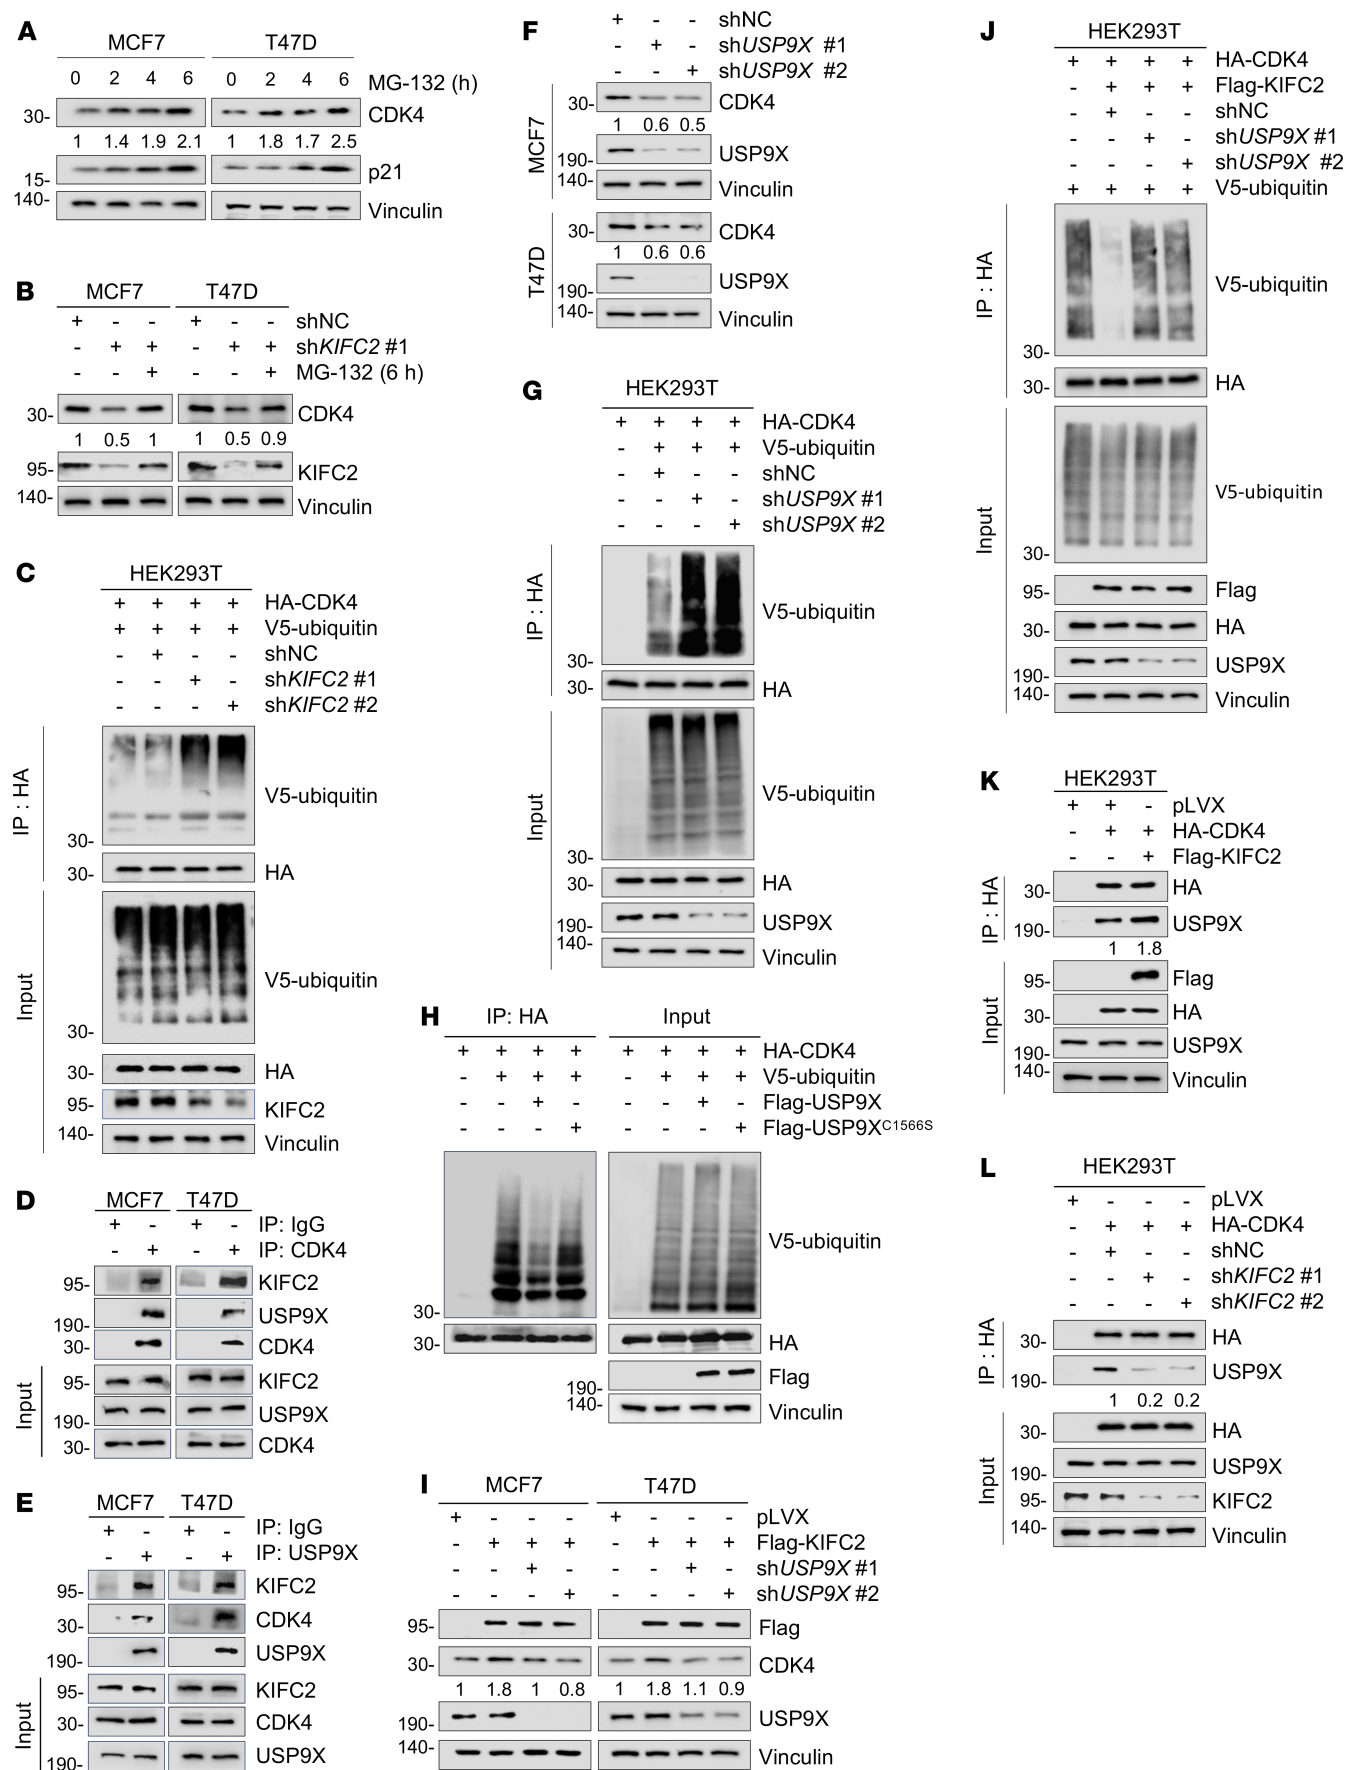 A
MCF7 T47D
0 2 4 6 0 2 4 6 MG-132 (h)
30- CDK4
1 1.4 1.9 2.1 1 1.8 1.7 2.5
15- p21
140- Vinculin
B
MCF7 T47D
+ - - + - - shNC
- + + - + + shKIFC2 #1
- - + - - + MG-132 (6 h)
30- CDK4
1 0.5 1 1 0.5 0.9
95- KIFC2
140- Vinculin
C
HEK293T
+ + + + HA-CDK4
+ + + + V5-ubiquitin
- + - - shNC
- - + - shKIFC2 #1
- - - + shKIFC2 #2
IP : HA
30- V5-ubiquitin
30- HA
Input
30- V5-ubiquitin
30- HA
95- KIFC2
140- Vinculin
D
MCF7 T47D
+ - + - IP: IgG
- + - + IP: CDK4
95- KIFC2
190- USP9X
30- CDK4
Input
95- KIFC2
190- USP9X
30- CDK4
E
MCF7 T47D
+ - + - IP: IgG
- + - + IP: USP9X
95- KIFC2
30- CDK4
190- USP9X
Input
95- KIFC2
30- CDK4
190- USP9X
F
+ - - shNC
- + - shUSP9X #1
- - + shUSP9X #2
MCF7
30- CDK4
1 0.6 0.5
190- USP9X
140- Vinculin
T47D
30- CDK4
1 0.6 0.6
190- USP9X
140- Vinculin
G
HEK293T
+ + + + HA-CDK4
- + + + V5-ubiquitin
- + - - shNC
- - + - shUSP9X #1
- - - + shUSP9X #2
IP : HA
30- V5-ubiquitin
30- HA
Input
30- V5-ubiquitin
30- HA
190- USP9X
140- Vinculin
H
IP: HA Input
+ + + + + + + + HA-CDK4
- + + + - + + + V5-ubiquitin
- - + - - - + - Flag-USP9X
- - - + - - - + Flag-USP9XC1566S
30- V5-ubiquitin
30- HA
190- Flag
140- Vinculin
I
MCF7 T47D
+ - - - + - - - pLVX
- + + + - + + + Flag-KIFC2
- - + - - - + - shUSP9X #1
- - - + - - - + shUSP9X #2
95- Flag
30- CDK4
1 1.8 1 0.8 1 1.8 1.1 0.9
190- USP9X
140- Vinculin
J
HEK293T
+ + + + HA-CDK4
- + + + Flag-KIFC2
- + - - shNC
- - + - shUSP9X #1
- - - + shUSP9X #2
+ + + + V5-ubiquitin
IP : HA
30- V5-ubiquitin
30- HA
Input
30- V5-ubiquitin
95- Flag
30- HA
190- USP9X
140- Vinculin
K
HEK293T
+ + - pLVX
- + + HA-CDK4
- - + Flag-KIFC2
IP : HA
30- HA
190- USP9X
1 1.8
Input
95- Flag
30- HA
190- USP9X
140- Vinculin
L
HEK293T
+ - - - pLVX
- + + + HA-CDK4
- + - - shNC
- - + - shKIFC2 #1
- - - + shKIFC2 #2
IP : HA
30- HA
190- USP9X
1 0.2 0.2
Input
30- HA
190- USP9X
95- KIFC2
140- Vinculin